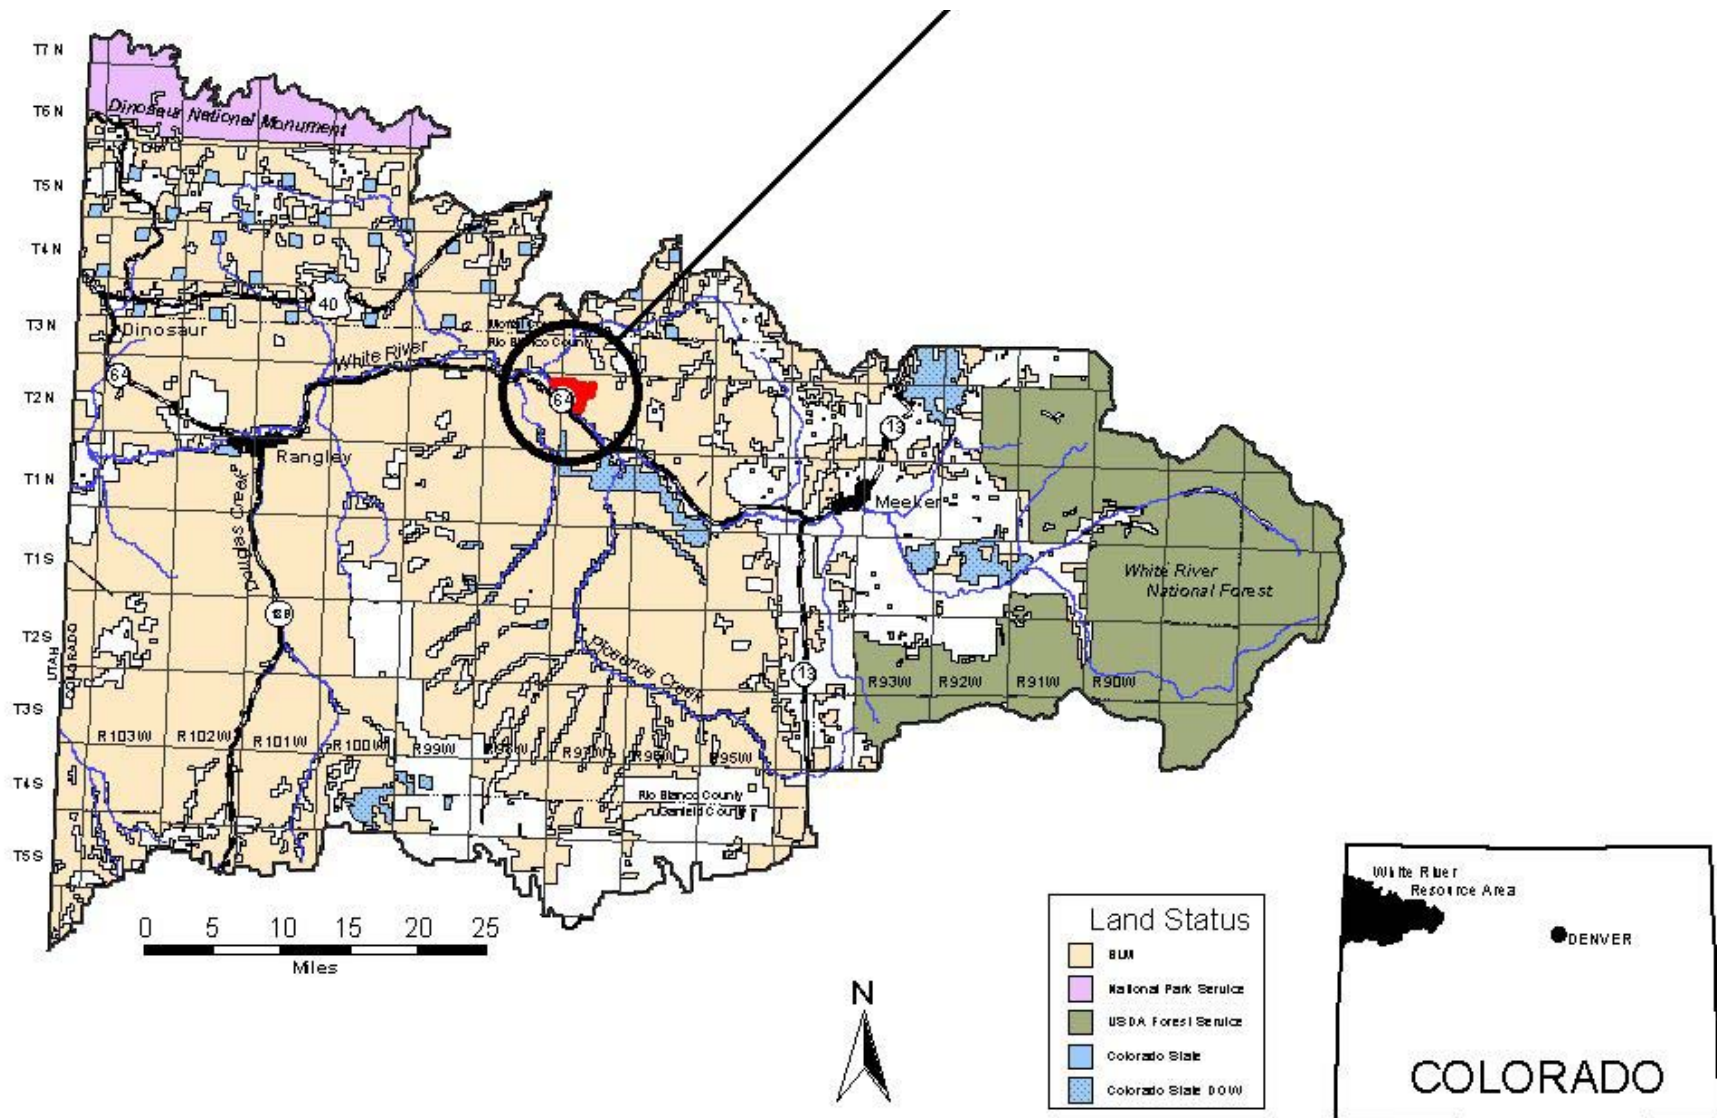 T7 N
T6 N
T5 N
T4 N
T3 N
T2 N
T1 N
T1 S
T2 S
T3 S
T4 S
T5 S
Dinosaur National Monument
40
Dinosaur
64
White River
Rio Blanco County
64
Rangley
Douglas Creek
13
Meeker
White River
National Forest
UTAH
COLORADO
Piceance Creek
13
R93W
R92W
R91W
R90W
R103W
R102W
R101W
R100W
R99W
R98W
R97W
R96W
R95W
Rio Blanco County
Garfield County
0 5 10 15 20 25
Miles
N
Land Status
BLM
National Park Service
USDA Forest Service
Colorado State
Colorado State DOW
White River
Resource Area
DENVER
COLORADO